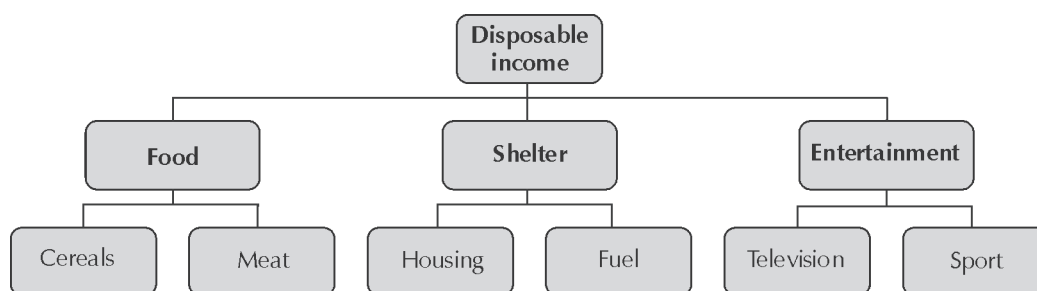 Disposable
income
Food
Shelter
Entertainment
Cereals
Meat
Housing
Fuel
Television
Sport